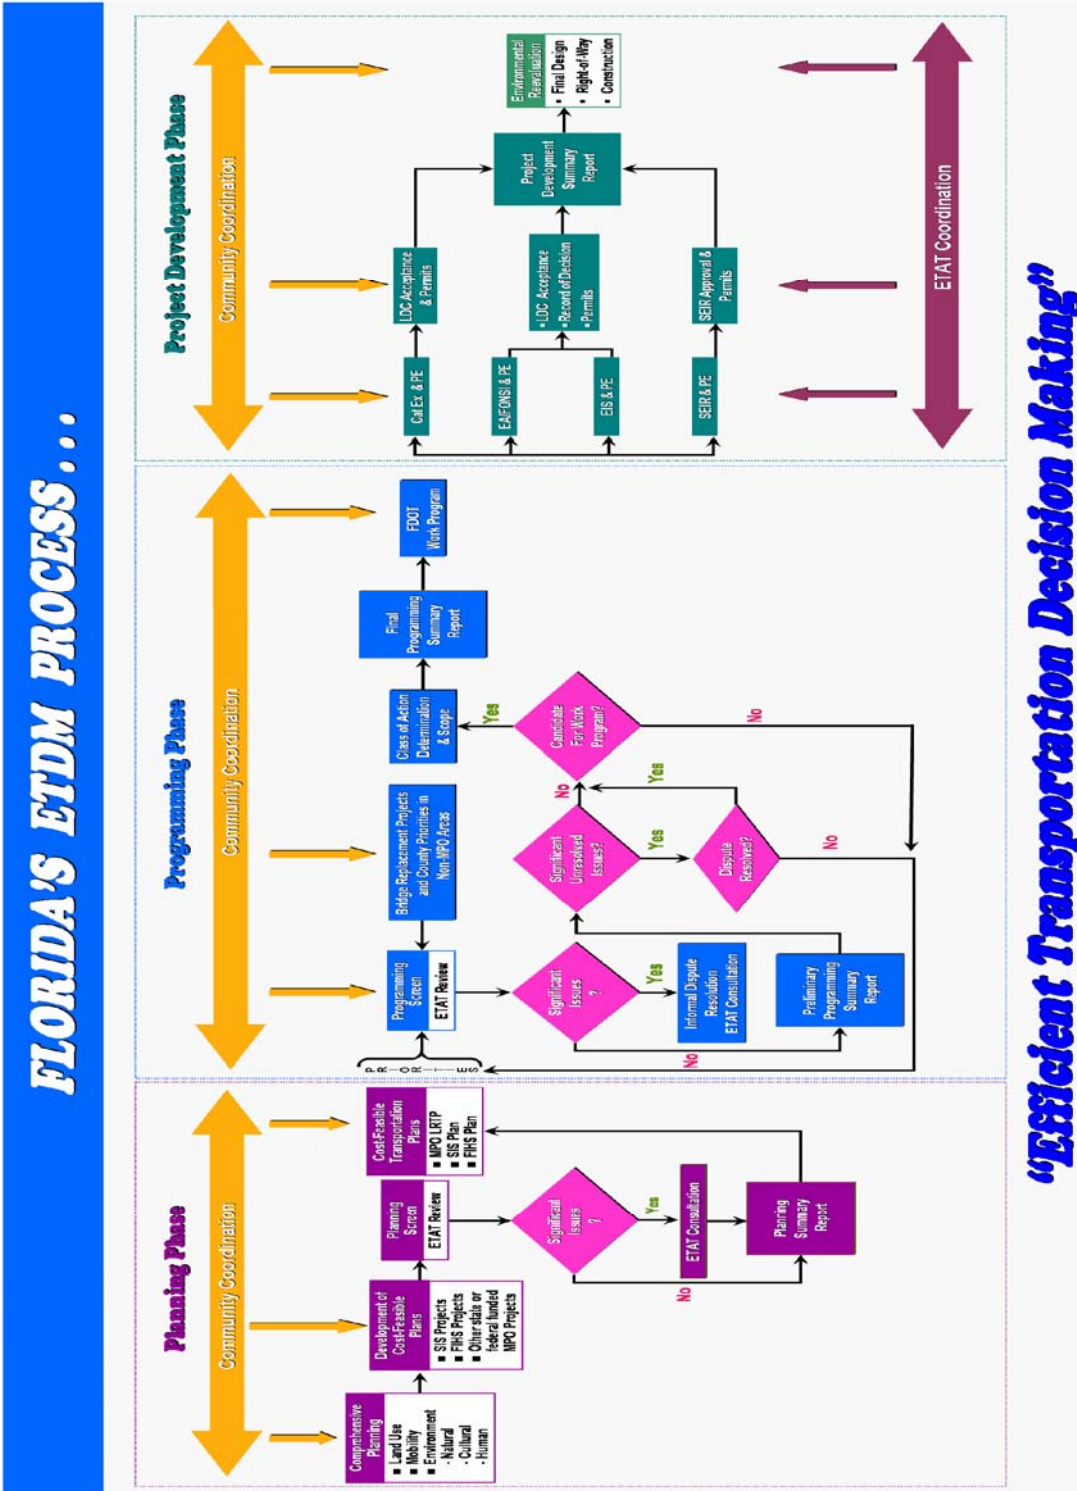 FLORIDA'S ETDM PROCESS...
Planning Phase
Community Coordination
Comprehensive
Planning
■ Land Use
■ Mobility
■ Environment
- Natural
- Cultural
- Human
Development of
Cost-Feasible
Plans
■ SIS Projects
■ FIHS Projects
■ Other state or
federal funded
MPO Projects
Planning
Screen
ETAT Review
Cost-Feasible
Transportation
Plans
■ MPO LRTP
■ SIS Plan
■ FIHS Plan
Significant
Issues
?
Yes
No
ETAT Consultation
Planning
Summary
Report
Programming Phase
Community Coordination
PRIORITIES
Programming
Screen
ETAT Review
Bridge Replacement Projects
and County Priorities in
Non-MPO Areas
Class of Action
Determination
& Scope
Final
Programming
Summary
Report
FDOT
Work Program
Significant
Issues
?
Yes
No
Informal Dispute
Resolution
ETAT Consultation
Preliminary
Programming
Summary
Report
Significant
Unresolved
Issues?
No
Yes
Dispute
Resolved?
Yes
No
Candidate
For Work
Program?
Yes
No
Project Development Phase
Community Coordination
Cat Ex & PE
LDC Acceptance
& Permits
EA/FONSI & PE
EIS & PE
▪ LDC Acceptance
▪ Record of Decision
▪ Permits
SEIR & PE
SEIR Approval &
Permits
Project
Development
Summary
Report
Environmental
Reevaluation
▪ Final Design
▪ Right-of-Way
▪ Construction
ETAT Coordination
"Efficient Transportation Decision Making"